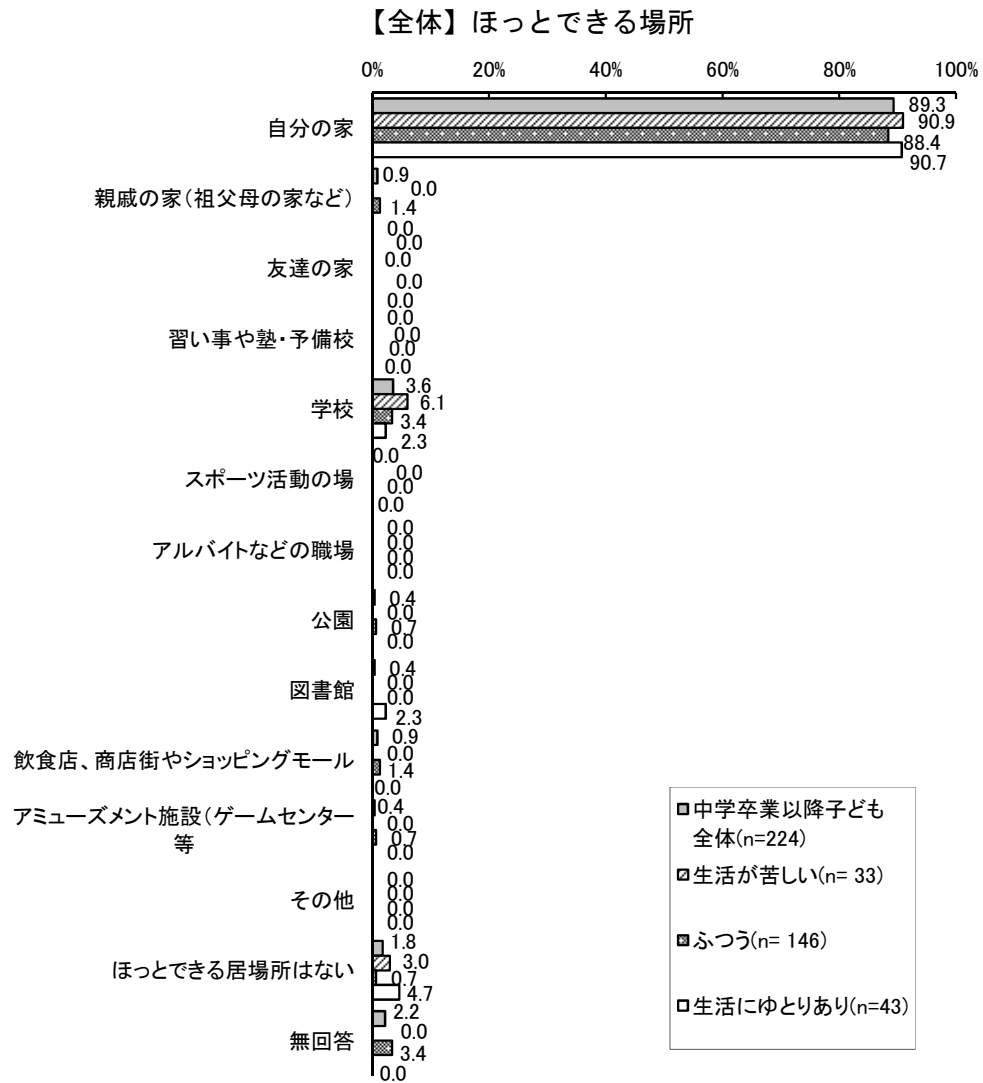 【全体】ほっとできる場所
0% 20% 40% 60% 80% 100%
自分の家
89.3
90.9
88.4
90.7
親戚の家(祖父母の家など)
0.9
0.0
1.4
0.0
友達の家
0.0
0.0
0.0
0.0
習い事や塾・予備校
0.0
0.0
0.0
0.0
学校
3.6
6.1
3.4
2.3
スポーツ活動の場
0.0
0.0
0.0
0.0
アルバイトなどの職場
0.0
0.0
0.0
0.0
公園
0.4
0.0
0.7
0.0
図書館
0.4
0.0
0.0
2.3
飲食店、商店街やショッピングモール
0.9
0.0
1.4
0.0
アミューズメント施設(ゲームセンター
等
0.4
0.0
0.7
0.0
その他
0.0
0.0
0.0
0.0
ほっとできる居場所はない
1.8
3.0
0.7
4.7
無回答
2.2
0.0
3.4
0.0
中学卒業以降子ども
全体(n=224)
生活が苦しい(n= 33)
ふつう(n= 146)
生活にゆとりあり(n=43)